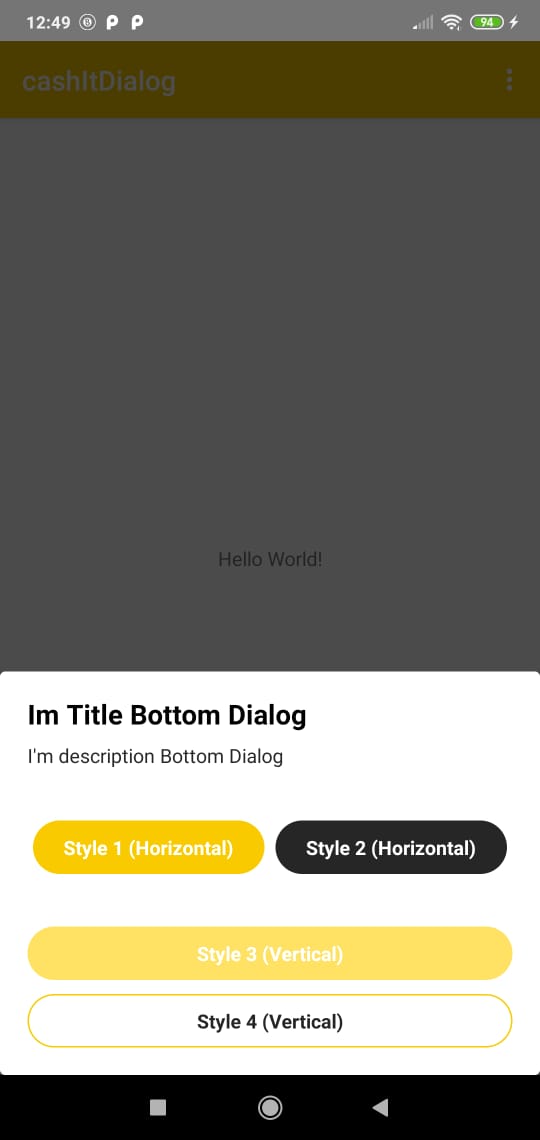 12:49
94
cashItDialog
Hello World!
Im Title Bottom Dialog
I'm description Bottom Dialog
Style 1 (Horizontal) Style 2 (Horizontal)
Style 3 (Vertical)
Style 4 (Vertical)